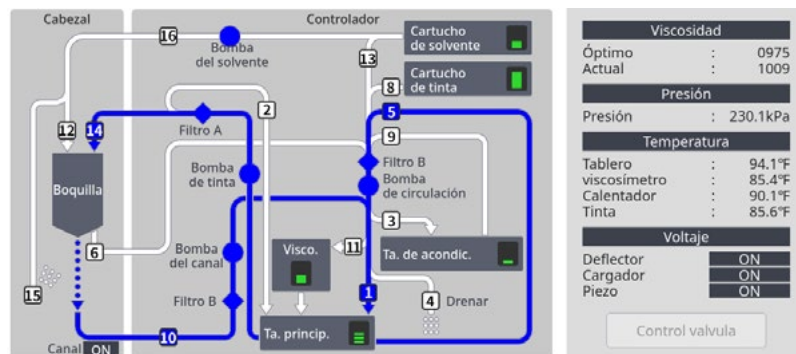 Cabezal
Controlador
16
Bomba
del solvente
Cartucho
de solvente
13
Cartucho
de tinta
8
2
5
12
14
Filtro A
9
Filtro B
Bomba
de tinta
Bomba
de circulación
Boquilla
3
6
Bomba
del canal
Visco.
11
Ta. de acondic.
15
Filtro B
1
4
Drenar
10
Ta. princip.
Canal ON
Viscosidad
Óptimo : 0975
Actual : 1009
Presión
Presión : 230.1kPa
Temperatura
Tablero : 94.1°F
viscosímetro : 85.4°F
Calentador : 90.1°F
Tinta : 85.6°F
Voltaje
Deflector ON
Cargador ON
Piezo ON
Control valvula